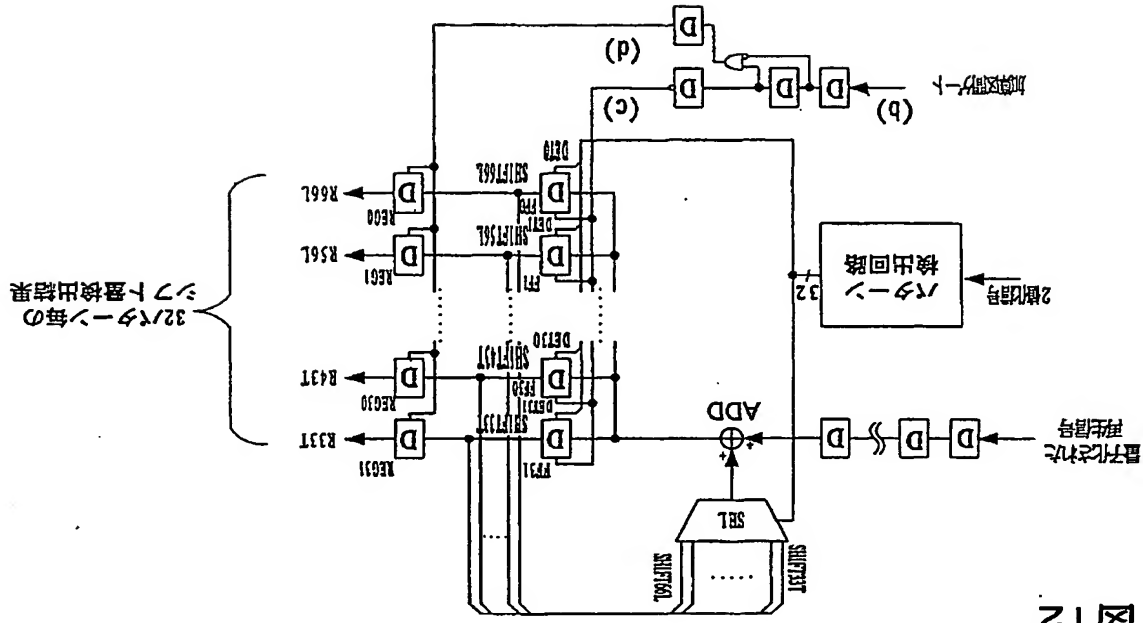 図12
SHIFT33T
.....
SHIFT66L
SEL
量子化された
再生信号
D
D
D
+
+
ADD
FF31
D
SHIFT33T
DET31
REG31
D
R33T
FF30
D
SHIFT43T
DET30
REG30
D
R43T
32パターン毎の
シフト量検出結果
2値化信号
パターン
検出回路
32
FF1
D
SHIFT56L
DET1
REG1
D
R56L
FF0
D
SHIFT66L
DET0
REG0
D
R66L
加算区間ゲート
(b)
D
D
D
(c)
D
(d)